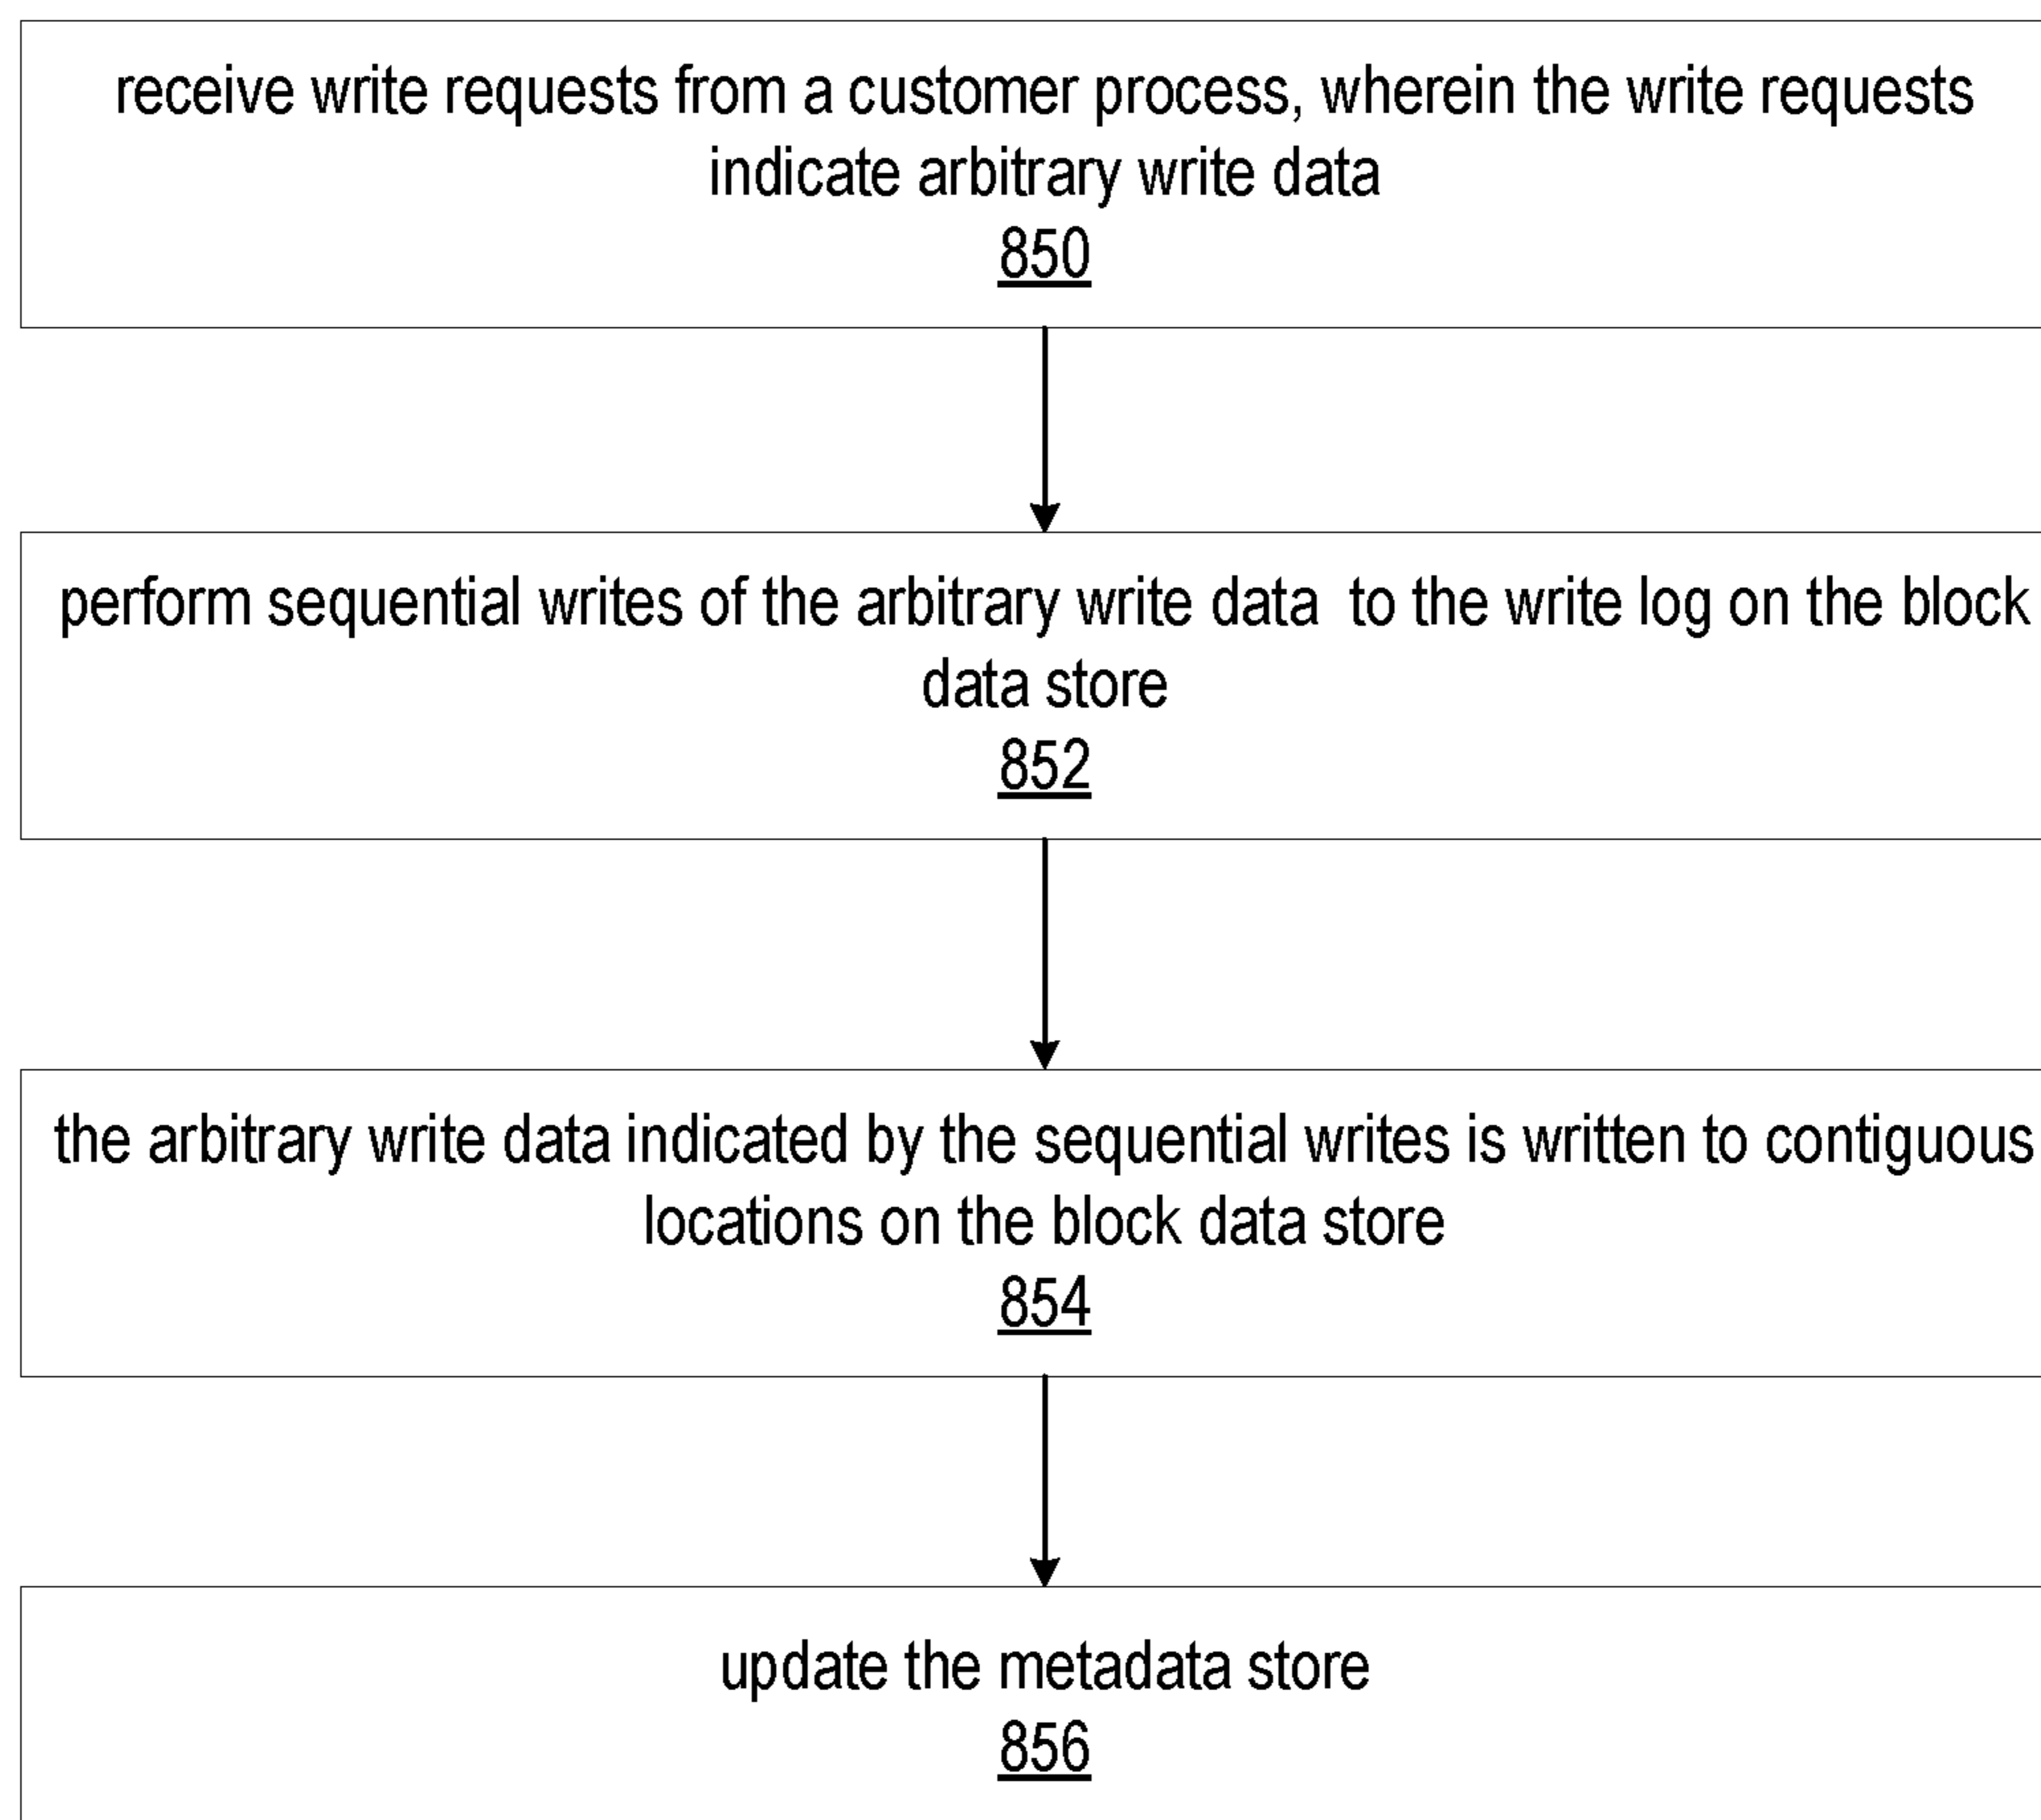 receive write requests from a customer process, wherein the write requests
indicate arbitrary write data
850
perform sequential writes of the arbitrary write data  to the write log on the block
data store
852
the arbitrary write data indicated by the sequential writes is written to contiguous
locations on the block data store
854
update the metadata store
856